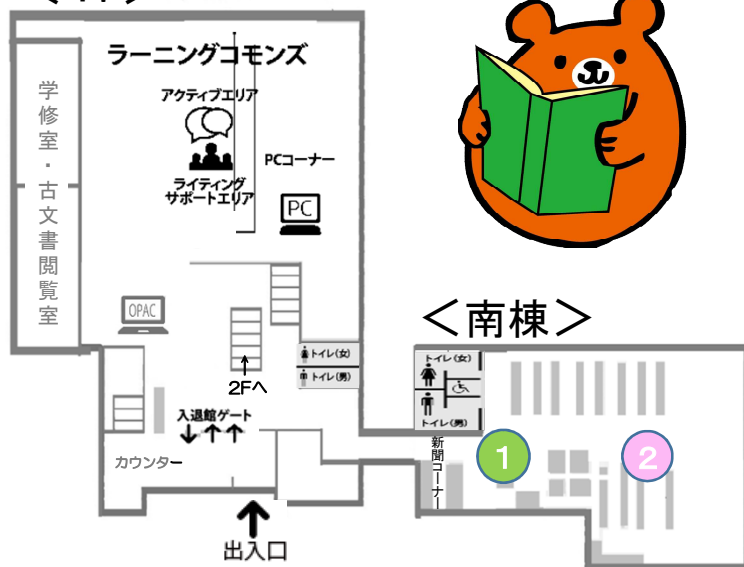 ラーニングコモンズ
アクティブエリア
ライティング
サポートエリア
PCコーナー
PC
学修室・古文書閲覧室
OPAC
2Fへ
トイレ(女)
トイレ(男)
入退館ゲート
カウンター
出入口
＜南棟＞
トイレ(女)
トイレ(男)
新聞コーナー
1
2